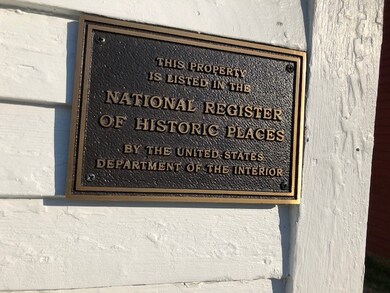 THIS PROPERTY
IS LISTED IN THE
NATIONAL REGISTER
OF HISTORIC PLACES
BY THE UNITED STATES
DEPARTMENT OF THE INTERIOR